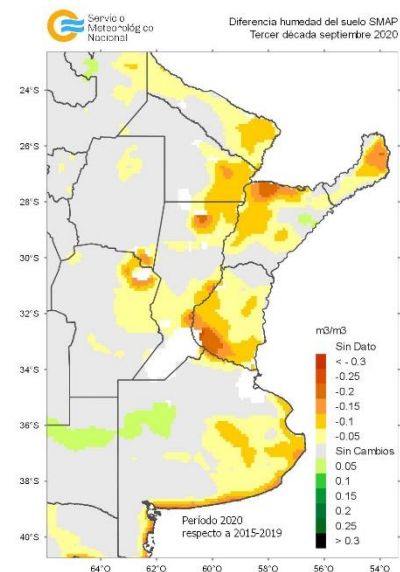 Servicio
Meteorológico
Nacional
Diferencia humedad del suelo SMAP
Tercer década septiembre 2020
24°S
26°S
28°S
30°S
32°S
34°S
36°S
38°S
40°S
m3/m3
Sin Dato
< - 0.3
-0.25
-0.2
-0.15
-0.1
-0.05
Sin Cambios
0.05
0.1
0.15
0.2
0.25
> 0.3
Período 2020
respecto a 2015-2019
64°O
62°O
60°O
58°O
56°O
54°O